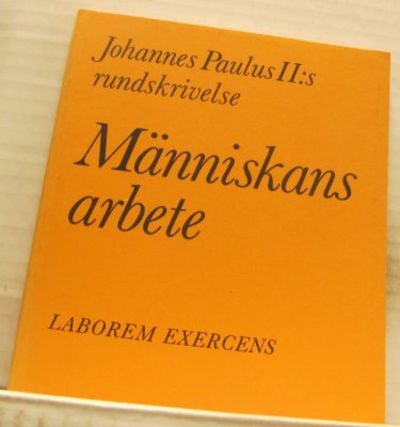 Johannes Paulus II:s
rundskrivelse
Människans
arbete
LABOREM EXERCENS